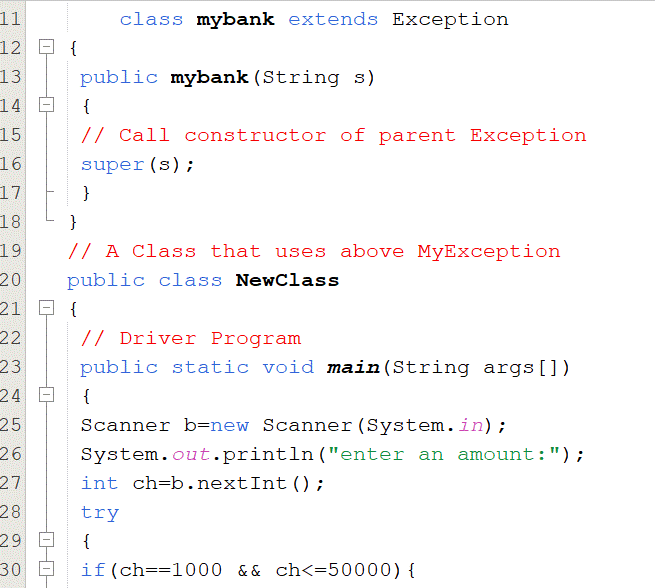 11 class mybank extends Exception
12 {
13 public mybank(String s)
14 {
15 // Call constructor of parent Exception
16 super(s);
17 }
18 }
19 // A Class that uses above MyException
20 public class NewClass
21 {
22 // Driver Program
23 public static void main(String args[])
24 {
25 Scanner b=new Scanner(System.in);
26 System.out.println("enter an amount:");
27 int ch=b.nextInt();
28 try
29 {
30 if(ch==1000 && ch<=50000){